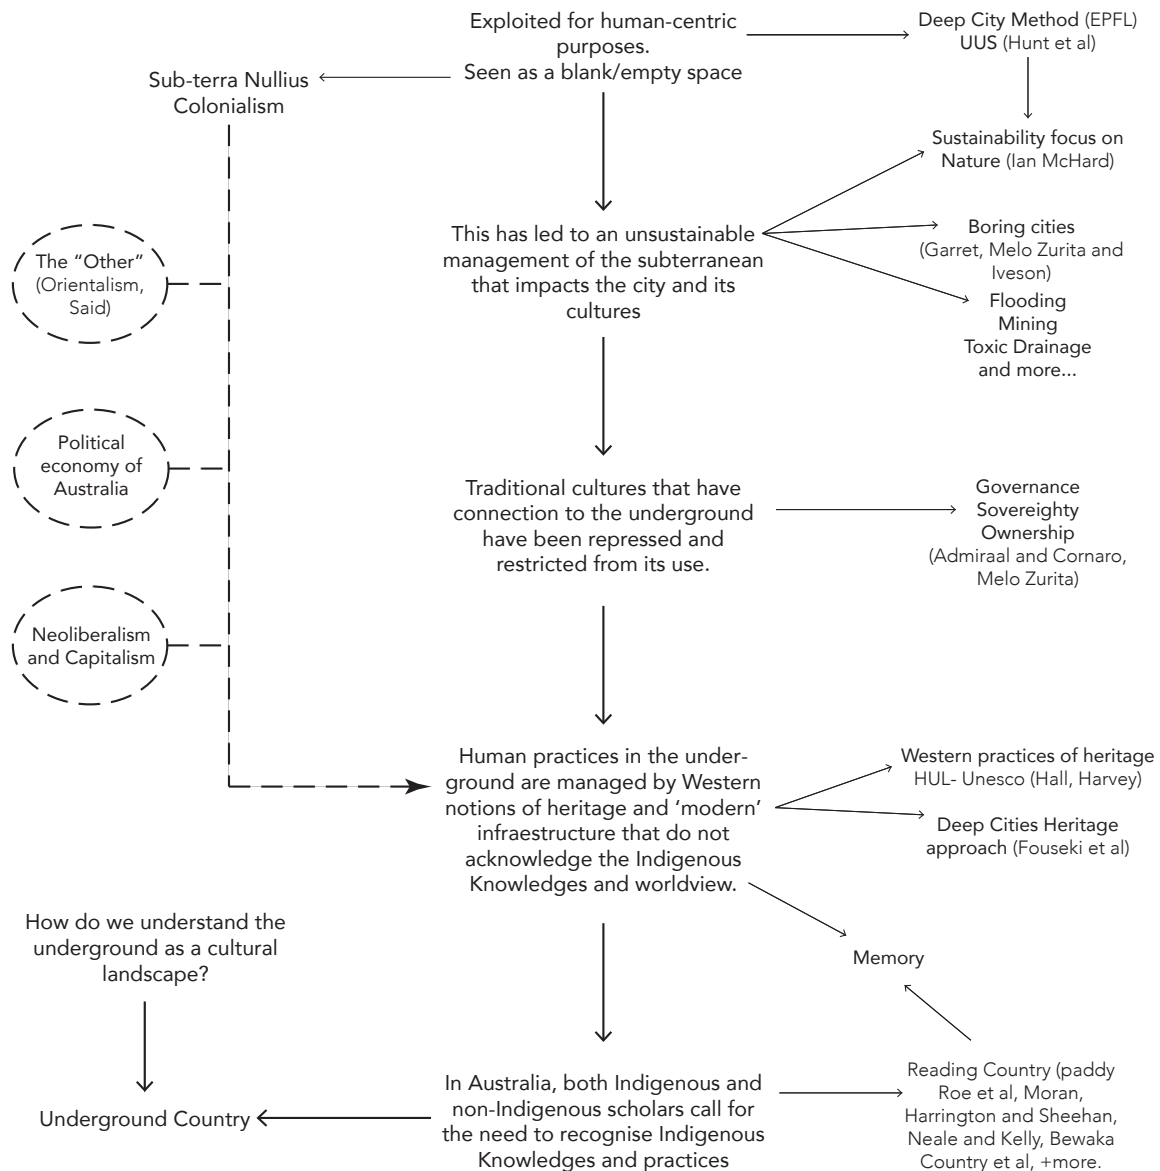 Exploited for human-centric
purposes.
Seen as a blank/empty space
Deep City Method (EPFL)
UUS (Hunt et al)
Sub-terra Nullius
Colonialism
Sustainability focus on
Nature (Ian McHard)
This has led to an unsustainable
management of the subterranean
that impacts the city and its
cultures
Boring cities
(Garret, Melo Zurita and
Iveson)
Flooding
Mining
Toxic Drainage
and more...
The “Other”
(Orientalism,
Said)
Political
economy of
Australia
Traditional cultures that have
connection to the underground
have been repressed and
restricted from its use.
Governance
Sovereighty
Ownership
(Admiraal and Cornaro,
Melo Zurita)
Neoliberalism
and Capitalism
Human practices in the under-
ground are managed by Western
notions of heritage and ‘modern’
infraestructure that do not
acknowledge the Indigenous
Knowledges and worldview.
Western practices of heritage
HUL- Unesco (Hall, Harvey)
Deep Cities Heritage
approach (Fouseki et al)
How do we understand the
underground as a cultural
landscape?
Memory
Underground Country
In Australia, both Indigenous and
non-Indigenous scholars call for
the need to recognise Indigenous
Knowledges and practices
Reading Country (paddy
Roe et al, Moran,
Harrington and Sheehan,
Neale and Kelly, Bewaka
Country et al, +more.